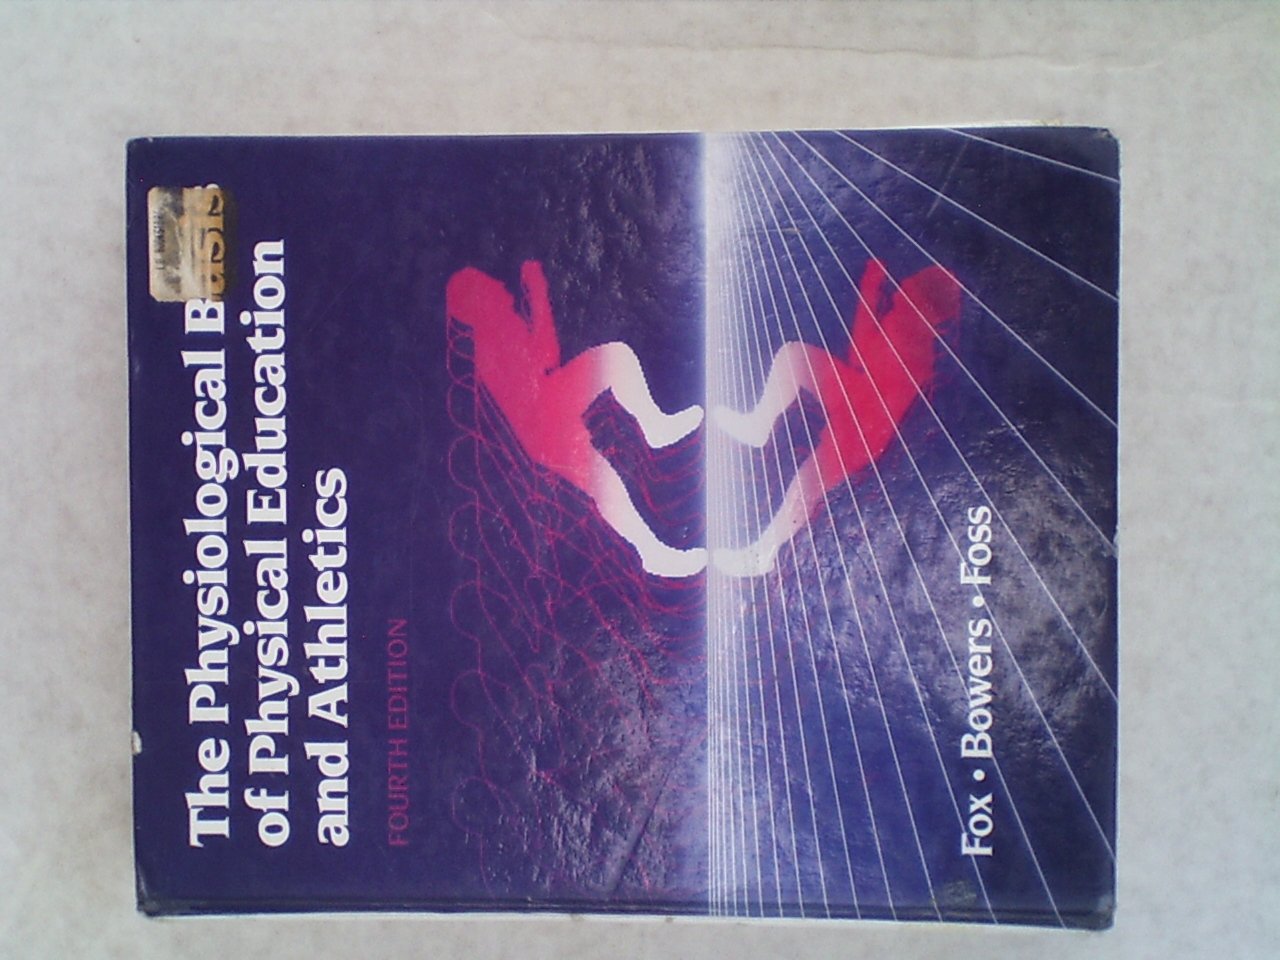 The Physiological B
of Physical Education
and Athletics
FOURTH EDITION
Fox • Bowers • Foss